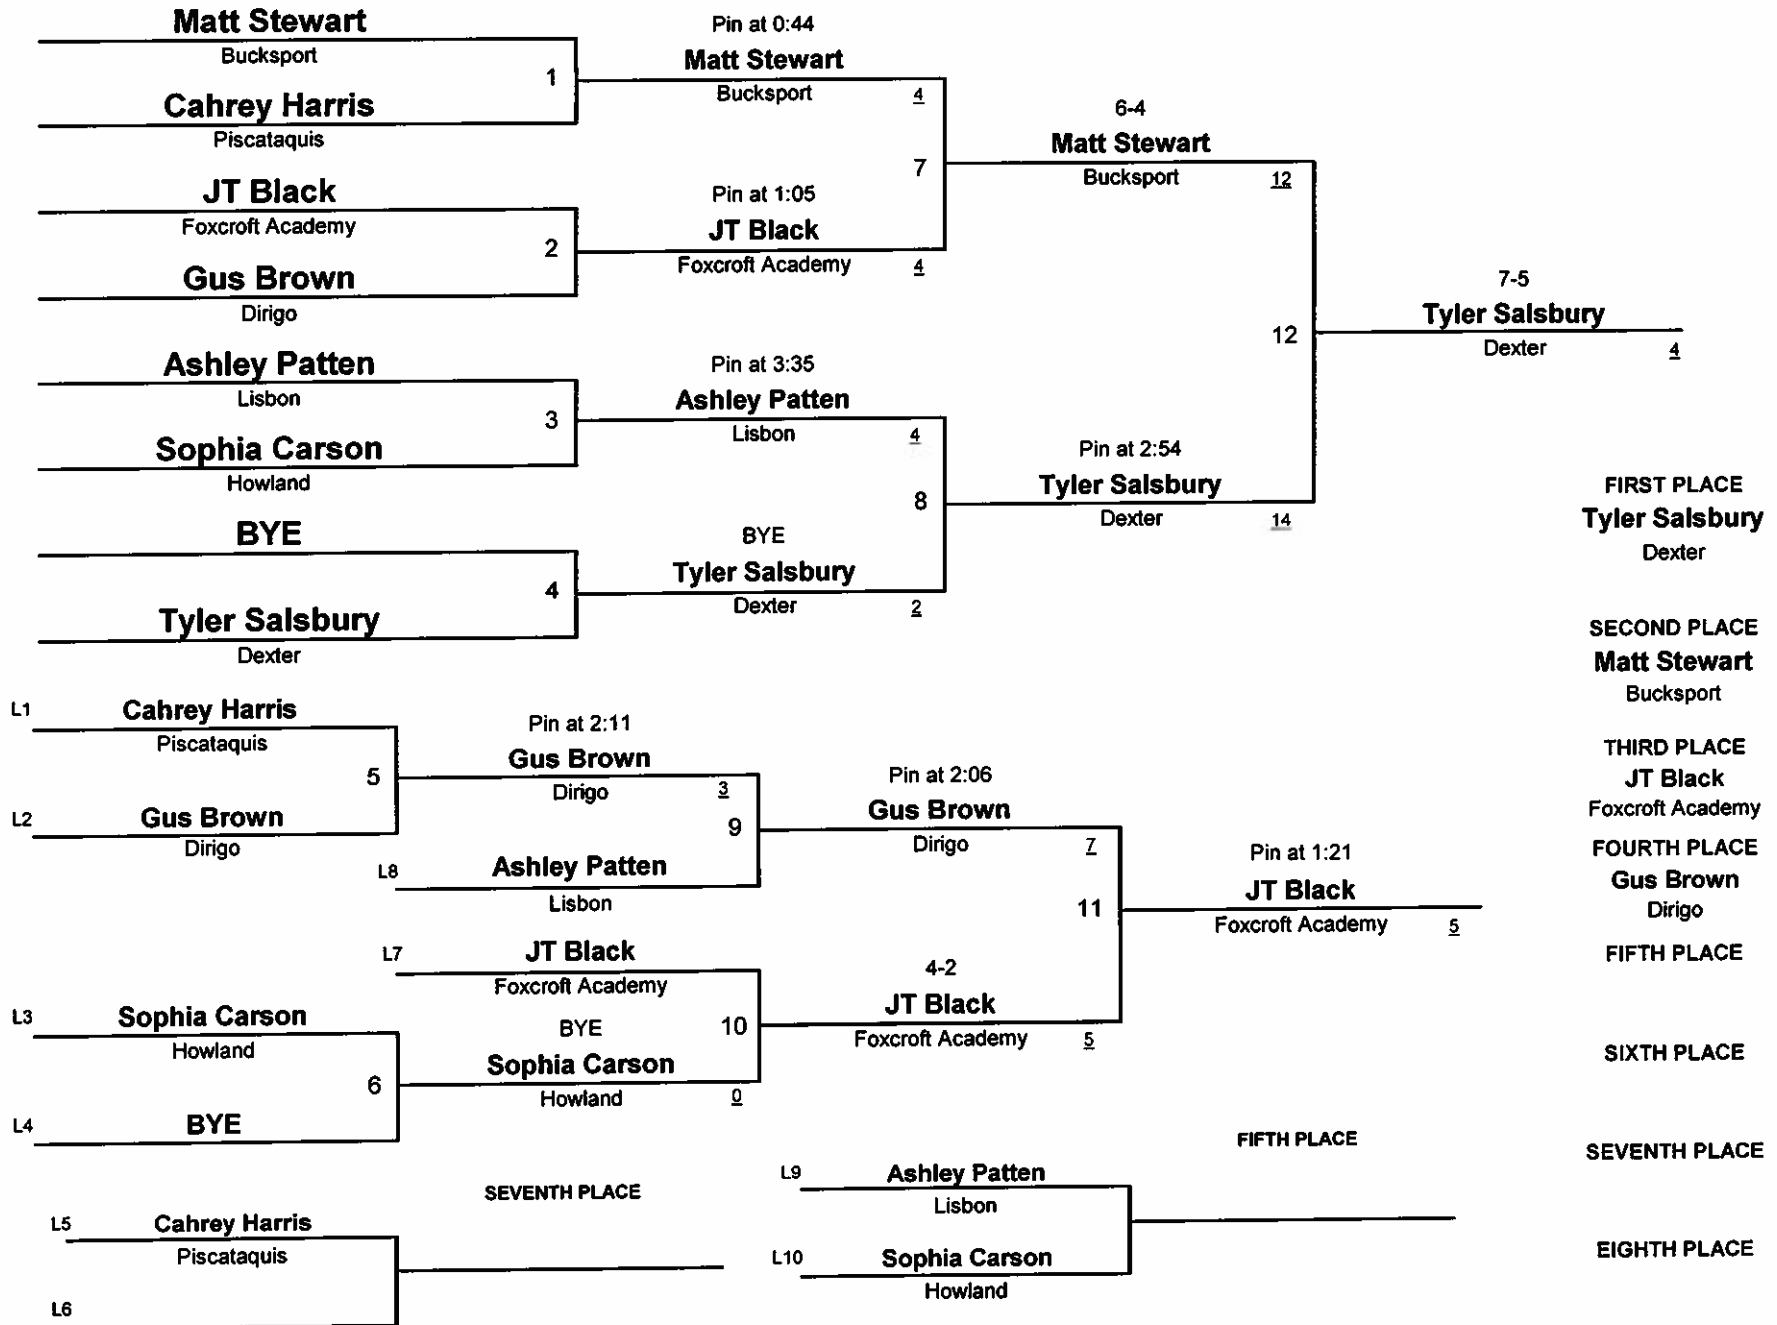 Matt Stewart
Bucksport
1
Cahrey Harris
Piscataquis
JT Black
Foxcroft Academy
2
Gus Brown
Dirigo
Ashley Patten
Lisbon
3
Sophia Carson
Howland
BYE
4
Tyler Salsbury
Dexter
Pin at 0:44
Matt Stewart
Bucksport 4
7
Pin at 1:05
JT Black
Foxcroft Academy 4
Pin at 3:35
Ashley Patten
Lisbon 4
8
BYE
Tyler Salsbury
Dexter 2
6-4
Matt Stewart
Bucksport 12
12
Pin at 2:54
Tyler Salsbury
Dexter 14
7-5
Tyler Salsbury
Dexter 4
L1 Cahrey Harris
Piscataquis
5
L2 Gus Brown
Dirigo
Pin at 2:11
Gus Brown
Dirigo 3
9
L8 Ashley Patten
Lisbon
L7 JT Black
Foxcroft Academy
10
L3 Sophia Carson
Howland
6
L4 BYE
BYE
Sophia Carson
Howland 0
Pin at 2:06
Gus Brown
Dirigo 7
11
4-2
JT Black
Foxcroft Academy 5
Pin at 1:21
JT Black
Foxcroft Academy 5
SEVENTH PLACE
L5 Cahrey Harris
Piscataquis
L6
FIFTH PLACE
L9 Ashley Patten
Lisbon
L10 Sophia Carson
Howland
FIRST PLACE
Tyler Salsbury
Dexter
SECOND PLACE
Matt Stewart
Bucksport
THIRD PLACE
JT Black
Foxcroft Academy
FOURTH PLACE
Gus Brown
Dirigo
FIFTH PLACE
SIXTH PLACE
SEVENTH PLACE
EIGHTH PLACE